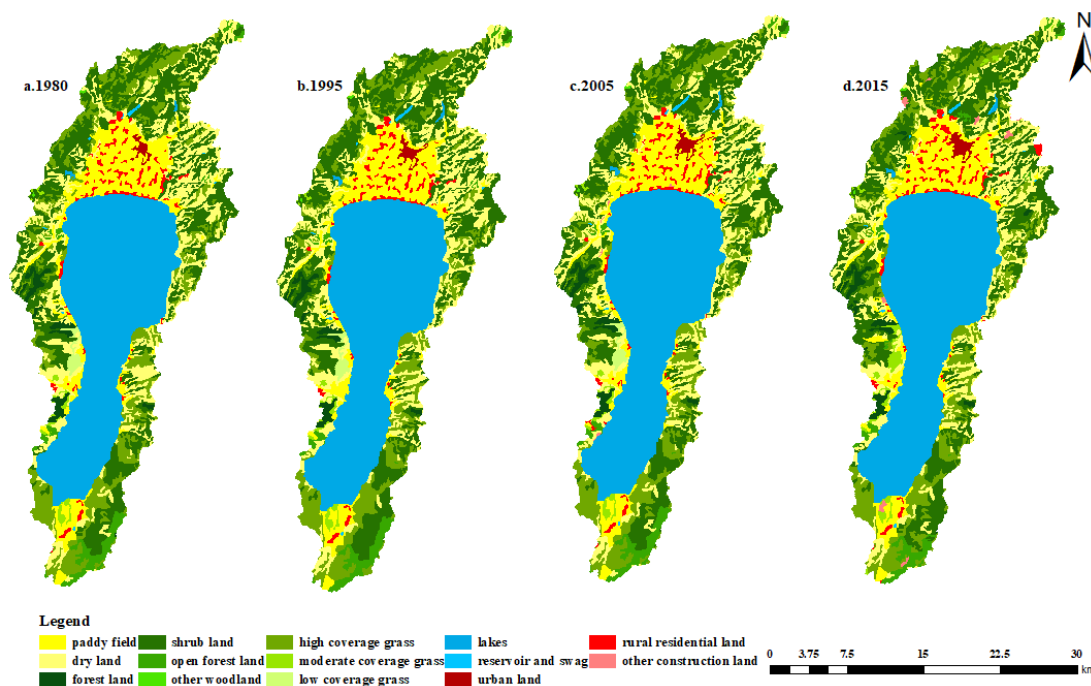 N
a.1980
b.1995
c.2005
d.2015
Legend
paddy field
shrub land
high coverage grass
lakes
rural residential land
dry land
open forest land
moderate coverage grass
reservoir and swag
other construction land
forest land
other woodland
low coverage grass
urban land
0 3.75 7.5 15 22.5 30
km